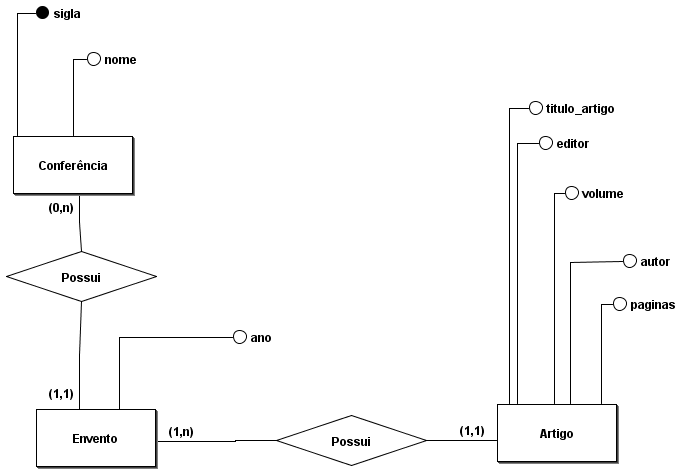 sigla
nome
titulo_artigo
Conferência
editor
volume
(0,n)
autor
Possui
paginas
ano
(1,1)
Envento
(1,n)
Possui
(1,1)
Artigo